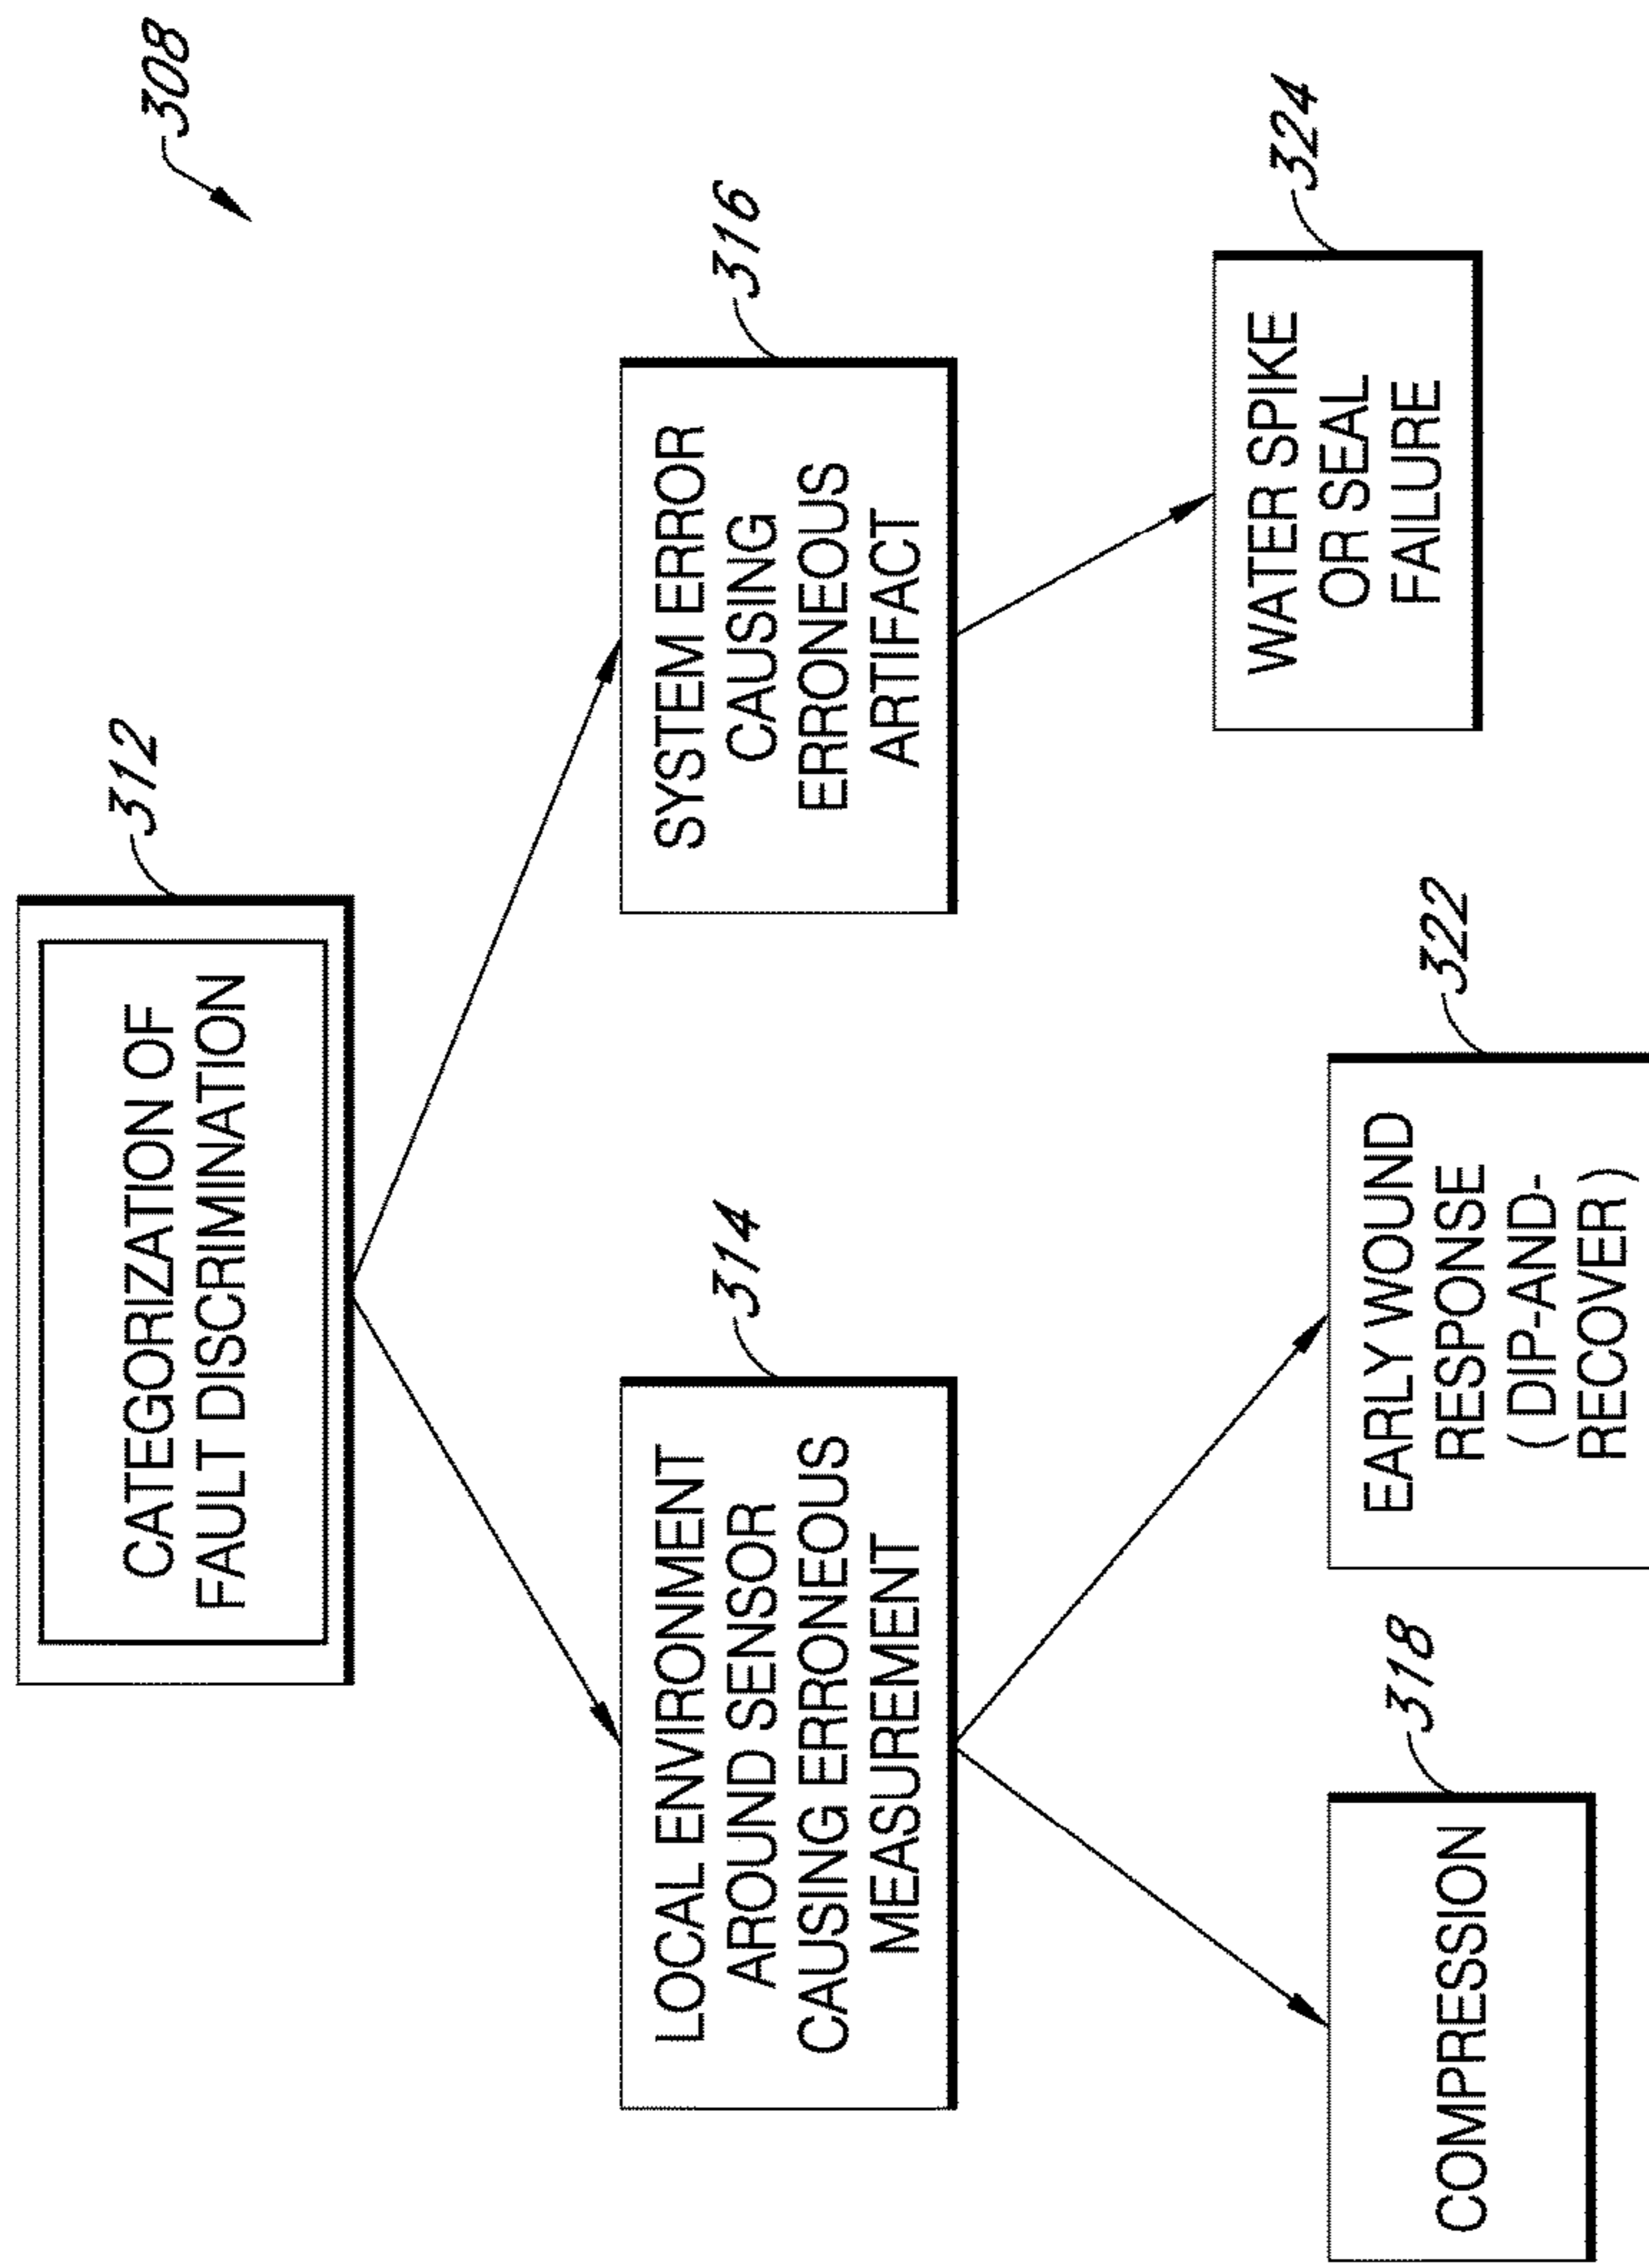 308
312
CATEGORIZATION OF
FAULT DISCRIMINATION
314
LOCAL ENVIRONMENT
AROUND SENSOR
CAUSING ERRONEOUS
MEASUREMENT
316
SYSTEM ERROR
CAUSING
ERRONEOUS
ARTIFACT
318
COMPRESSION
322
EARLY WOUND
RESPONSE
(DIP-AND-
RECOVER)
324
WATER SPIKE
OR SEAL
FAILURE